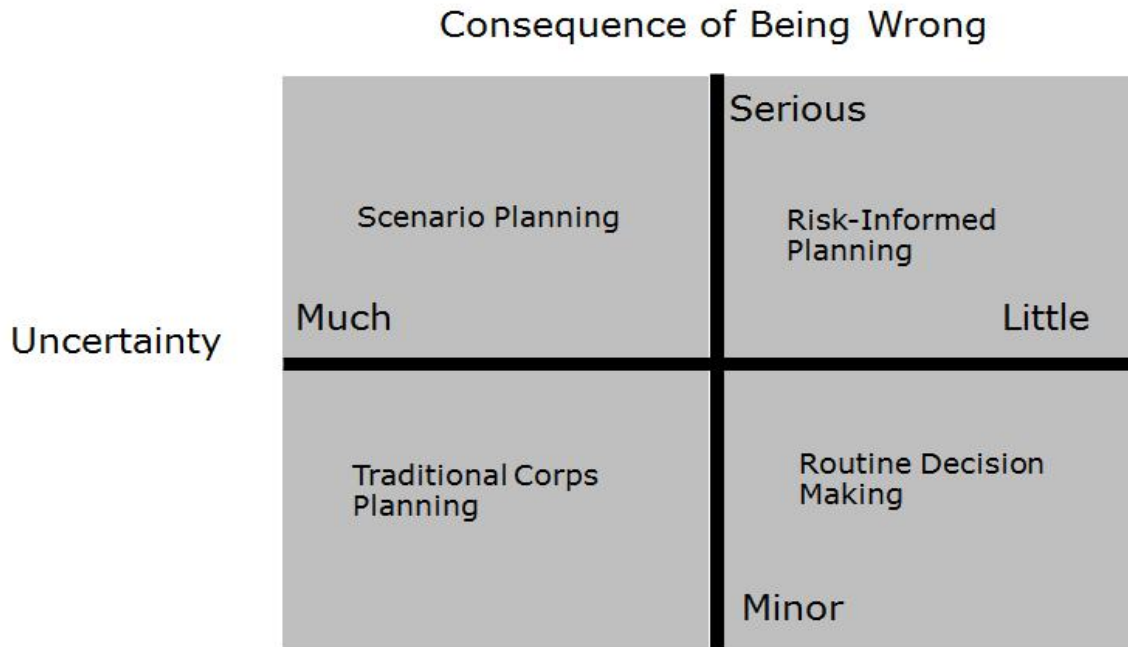 Consequence of Being Wrong
Serious
Scenario Planning
Risk-Informed
Planning
Much
Little
Uncertainty
Traditional Corps
Planning
Routine Decision
Making
Minor